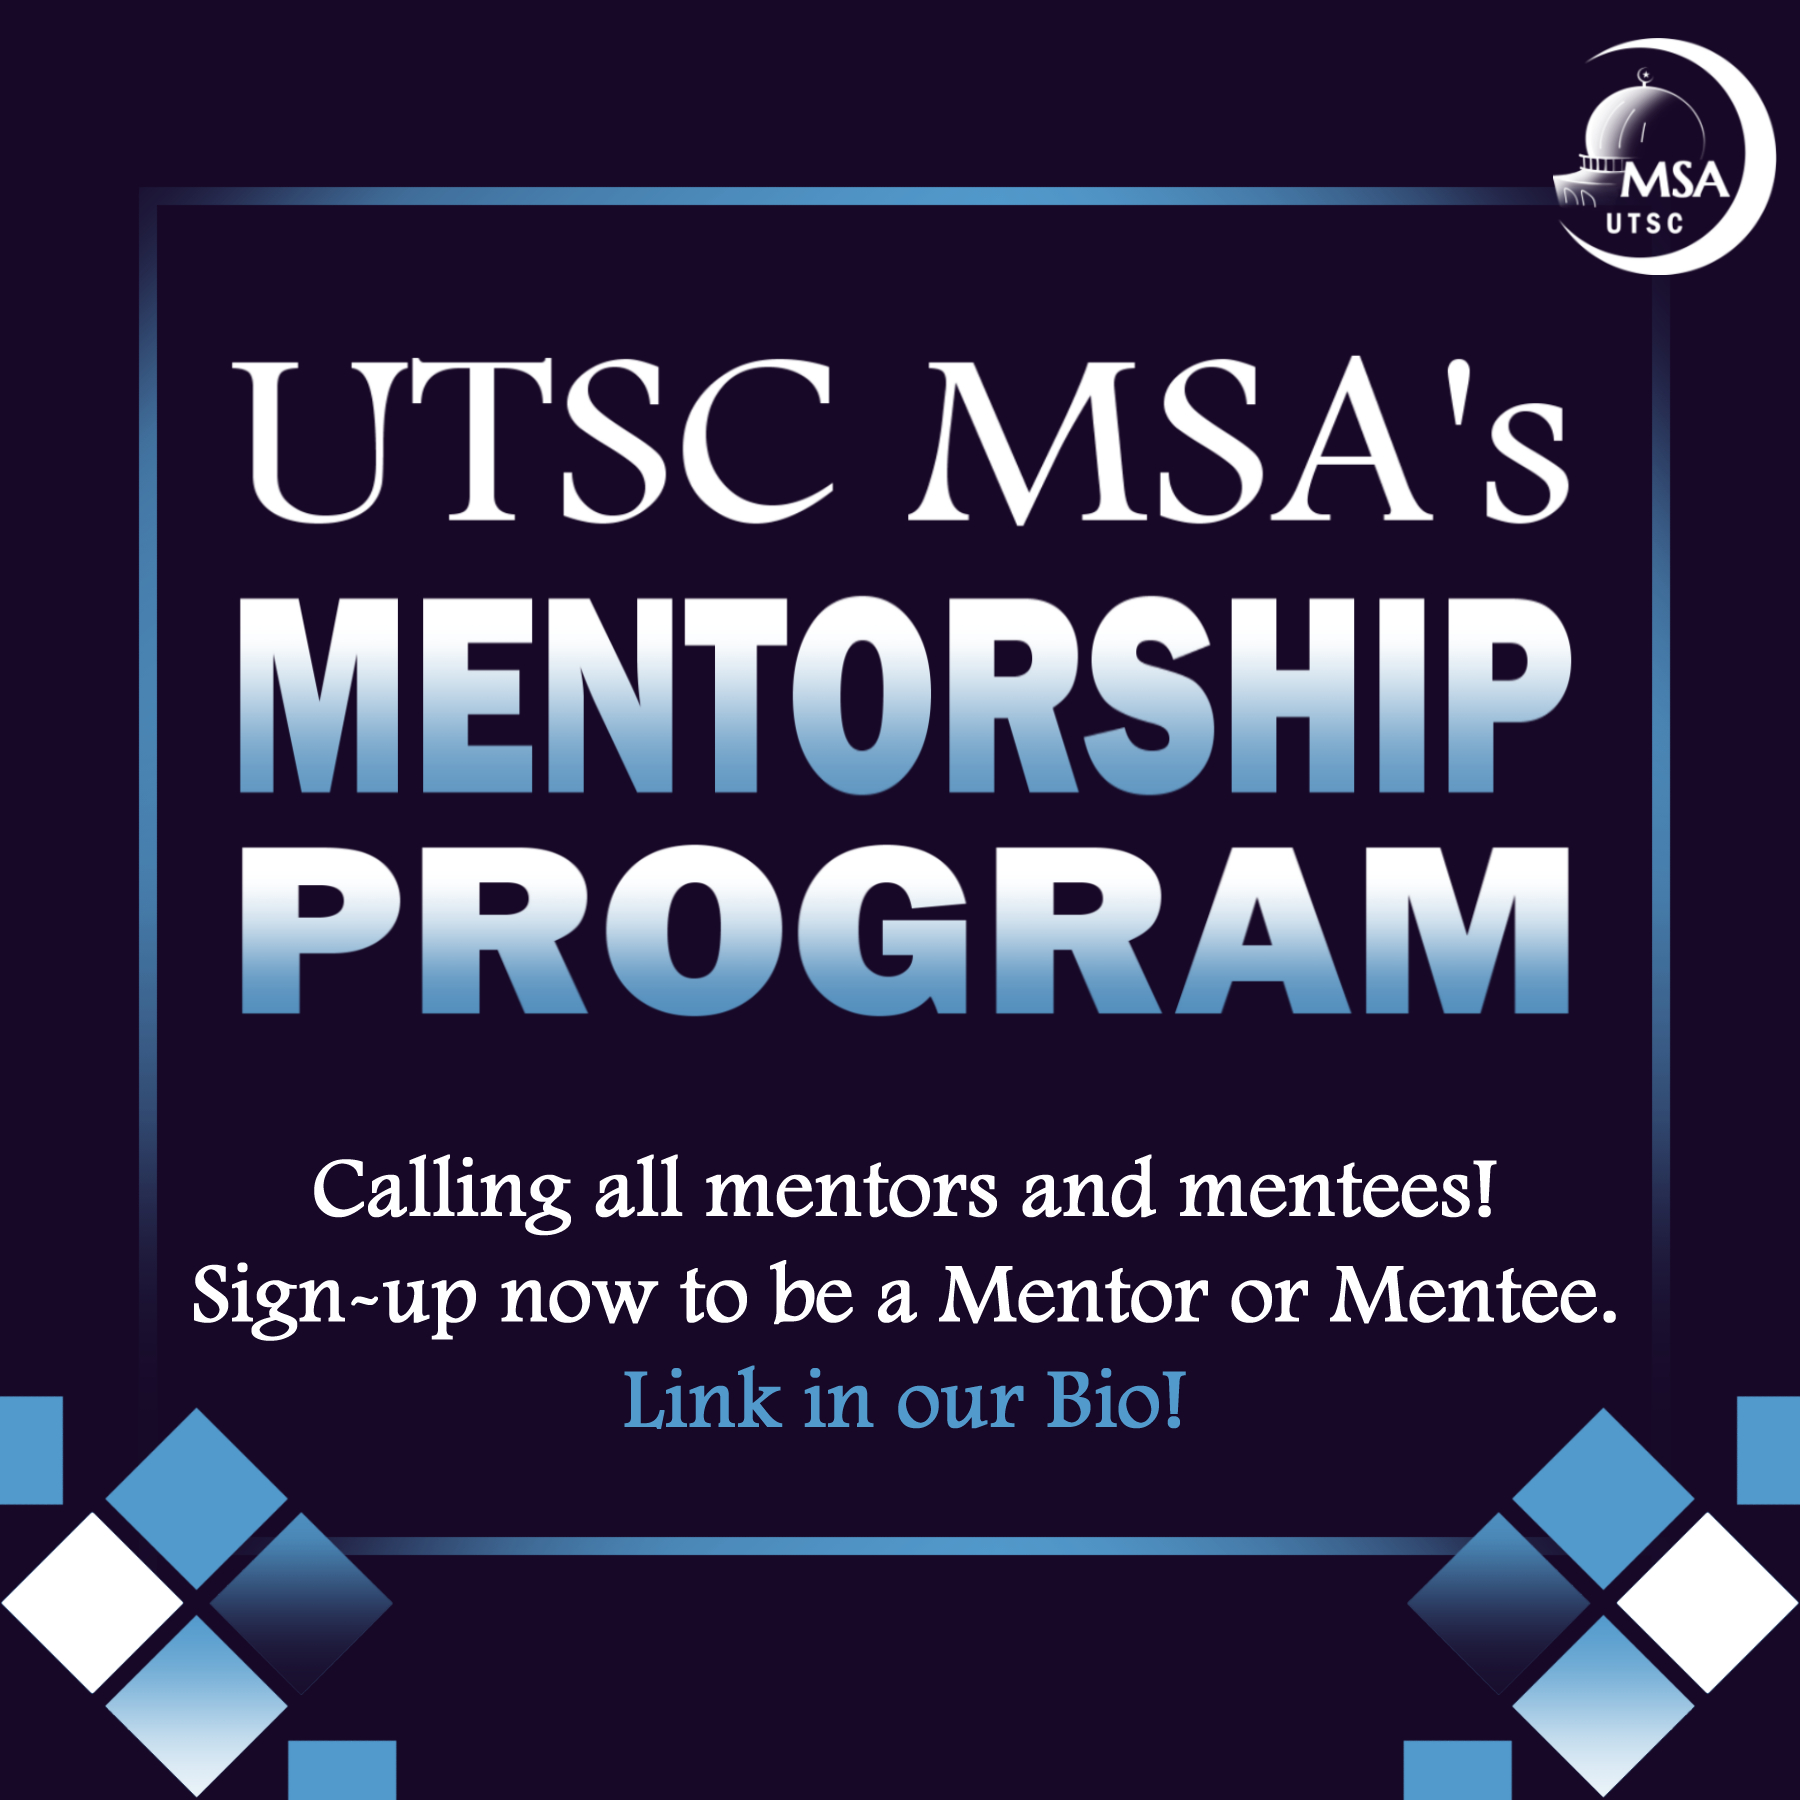 MSA
UTSC
UTSC MSA's
MENTORSHIP
PROGRAM
Calling all mentors and mentees!
Sign-up now to be a Mentor or Mentee.
Link in our Bio!